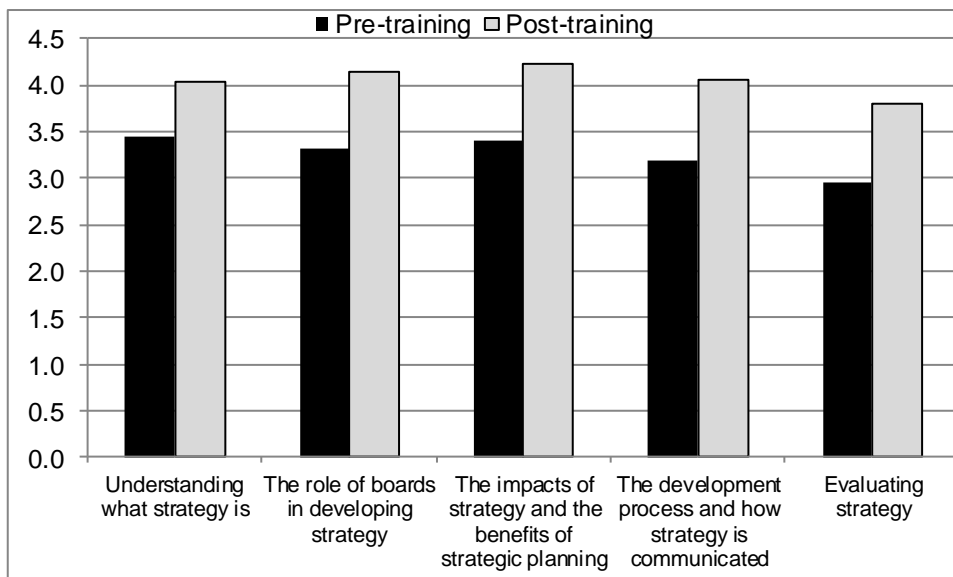 Pre-training Post-training
4.5
4.0
3.5
3.0
2.5
2.0
1.5
1.0
0.5
0.0
Understanding
what strategy is
The role of boards
in developing
strategy
The impacts of
strategy and the
benefits of
strategic planning
The development
process and how
strategy is
communicated
Evaluating
strategy